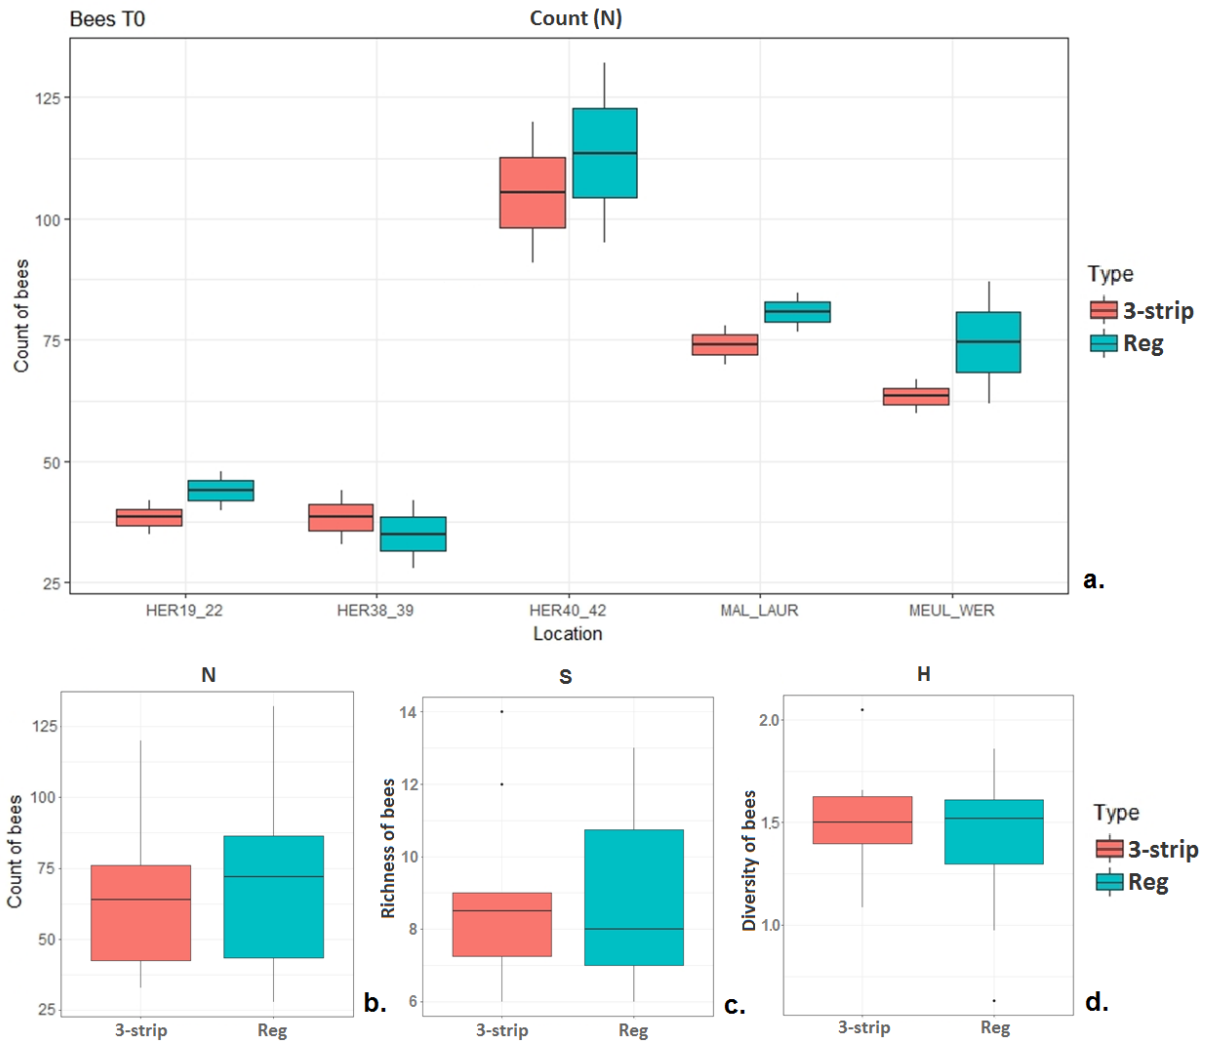 Bees T0
Count (N)
125
100
75
50
25
Count of bees
HER19_22
HER38_39
HER40_42
MAL_LAUR
MEUL_WER
Location
Type
3-strip
Reg
a.
N
125
100
75
50
25
Count of bees
3-strip
Reg
b.
S
14
12
10
8
6
Richness of bees
3-strip
Reg
c.
H
2.0
1.5
1.0
Diversity of bees
3-strip
Reg
d.
Type
3-strip
Reg